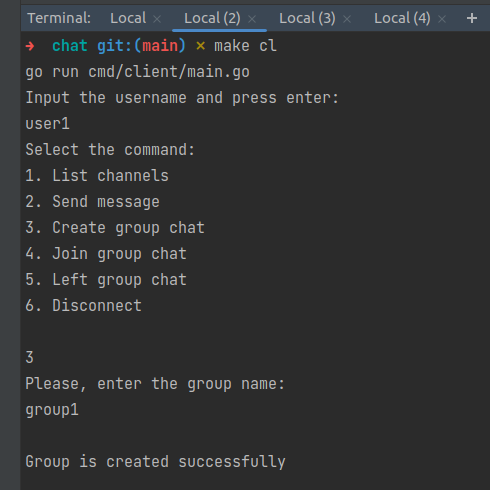 Terminal: Local × Local (2) × Local (3) × Local (4) × +
➜ chat git:(main) ✗ make cl
go run cmd/client/main.go
Input the username and press enter:
user1
Select the command:
1. List channels
2. Send message
3. Create group chat
4. Join group chat
5. Left group chat
6. Disconnect
3
Please, enter the group name:
group1
Group is created successfully